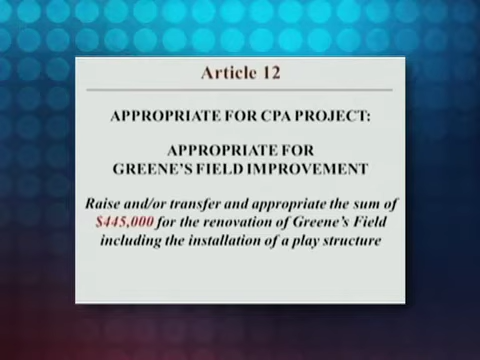 Article 12
APPROPRIATE FOR CPA PROJECT:
APPROPRIATE FOR
GREENE'S FIELD IMPROVEMENT
Raise and/or transfer and appropriate the sum of
$445,000 for the renovation of Greene's Field
including the installation of a play structure